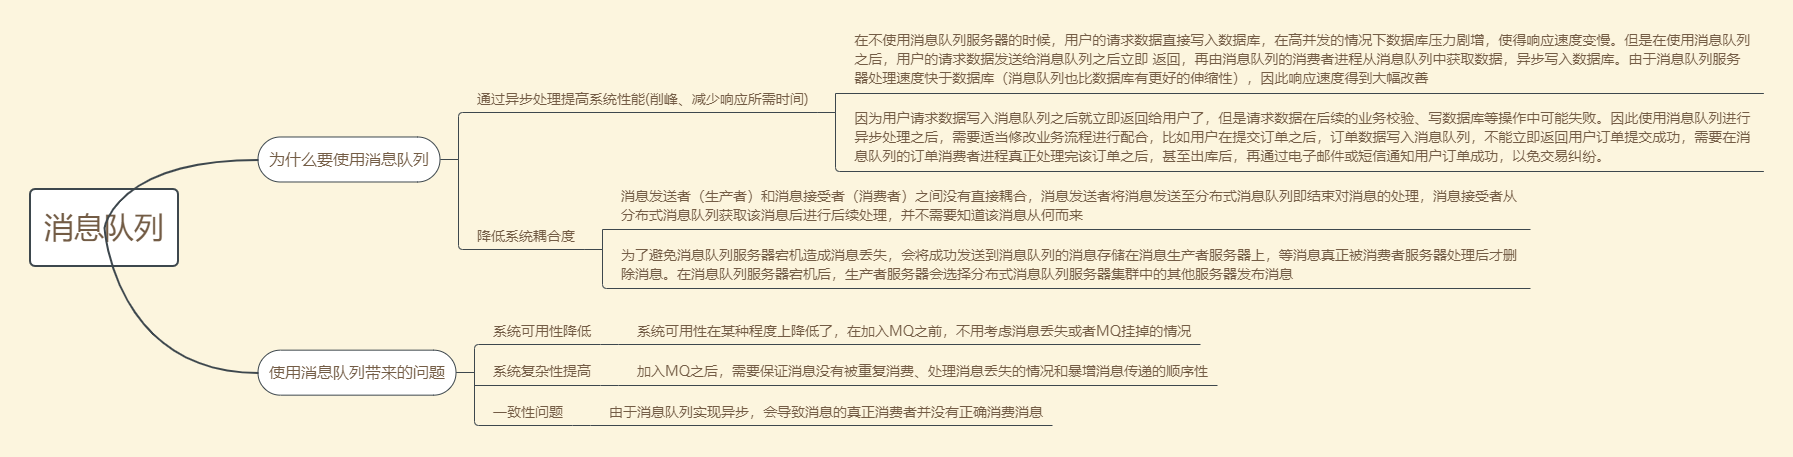 消息队列
为什么要使用消息队列
通过异步处理提高系统性能(削峰、减少响应所需时间)
在不使用消息队列服务器的时候，用户的请求数据直接写入数据库，在高并发的情况下数据库压力剧增，使得响应速度变慢。但是在使用消息队列
之后，用户的请求数据发送给消息队列之后立即 返回，再由消息队列的消费者进程从消息队列中获取数据，异步写入数据库。由于消息队列服务
器处理速度快于数据库（消息队列也比数据库有更好的伸缩性），因此响应速度得到大幅改善
因为用户请求数据写入消息队列之后就立即返回给用户了，但是请求数据在后续的业务校验、写数据库等操作中可能失败。因此使用消息队列进行
异步处理之后，需要适当修改业务流程进行配合，比如用户在提交订单之后，订单数据写入消息队列，不能立即返回用户订单提交成功，需要在消
息队列的订单消费者进程真正处理完该订单之后，甚至出库后，再通过电子邮件或短信通知用户订单成功，以免交易纠纷。
降低系统耦合度
消息发送者（生产者）和消息接受者（消费者）之间没有直接耦合，消息发送者将消息发送至分布式消息队列即结束对消息的处理，消息接受者从
分布式消息队列获取该消息后进行后续处理，并不需要知道该消息从何而来
为了避免消息队列服务器宕机造成消息丢失，会将成功发送到消息队列的消息存储在消息生产者服务器上，等消息真正被消费者服务器处理后才删
除消息。在消息队列服务器宕机后，生产者服务器会选择分布式消息队列服务器集群中的其他服务器发布消息
使用消息队列带来的问题
系统可用性降低
系统可用性在某种程度上降低了，在加入MQ之前，不用考虑消息丢失或者MQ挂掉的情况
系统复杂性提高
加入MQ之后，需要保证消息没有被重复消费、处理消息丢失的情况和暴增消息传递的顺序性
一致性问题
由于消息队列实现异步，会导致消息的真正消费者并没有正确消费消息